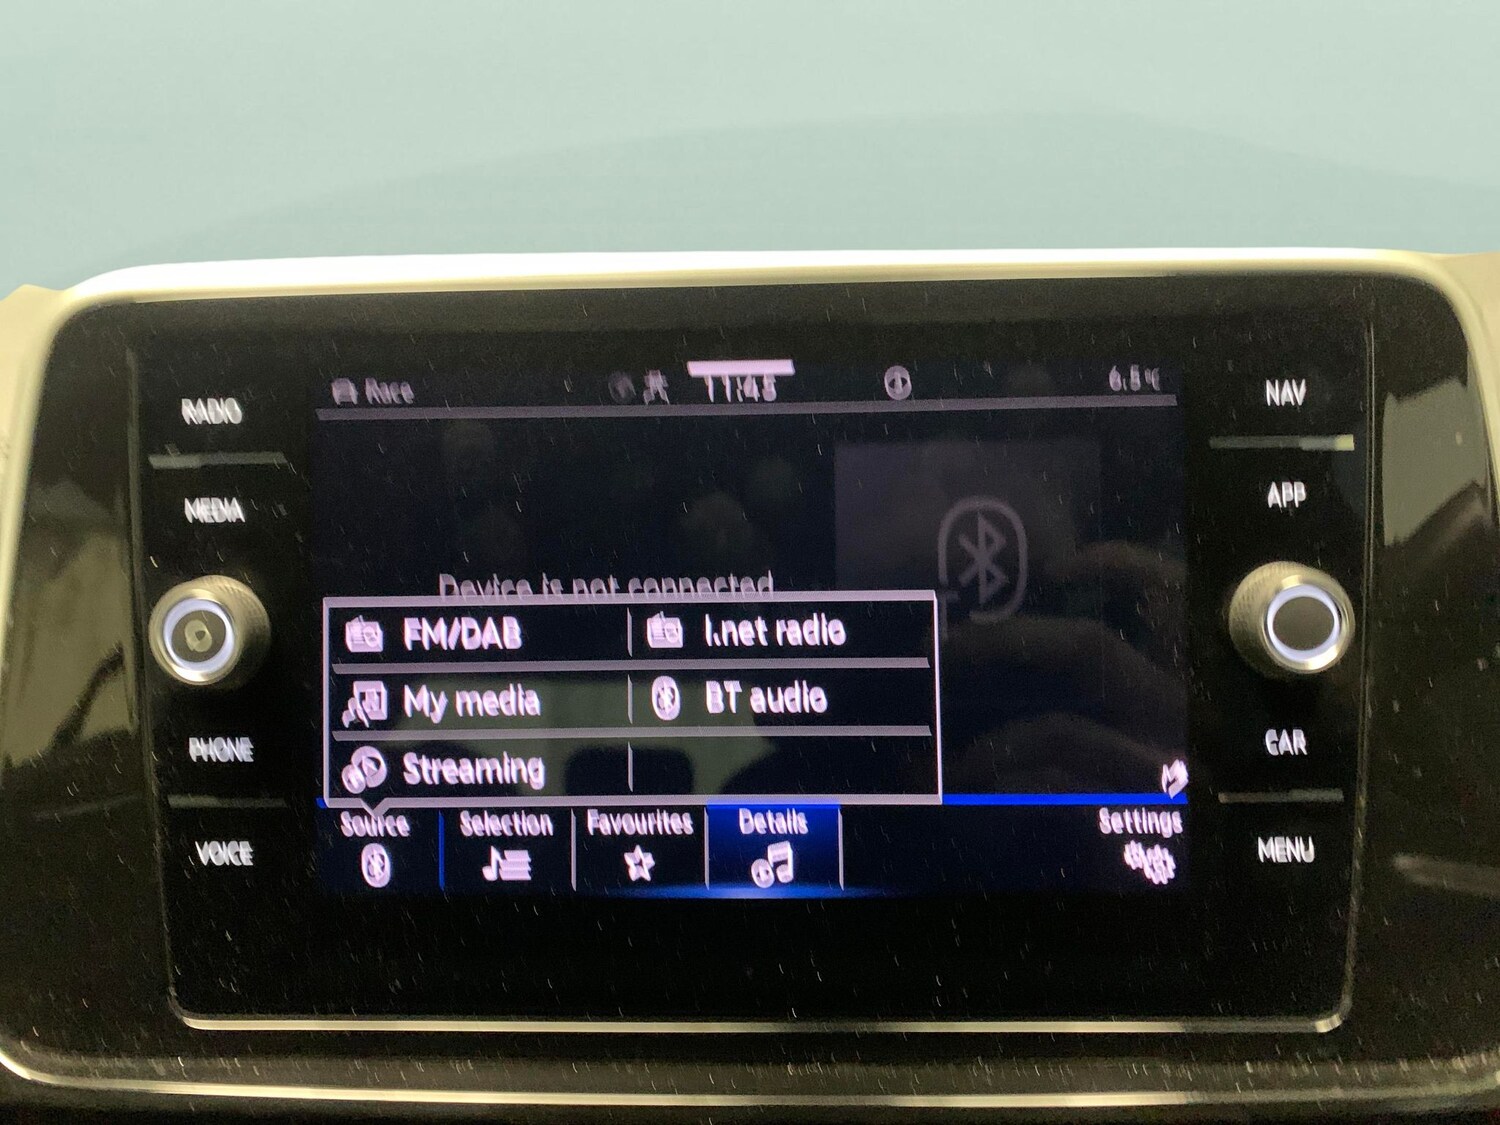 Race 11:45 6.5°C
RADIO
MEDIA
PHONE
VOICE
Device is not connected
FM/DAB I.net radio
My media BT audio
Streaming
Source Selection Favourites Details Settings
NAV
APP
CAR
MENU